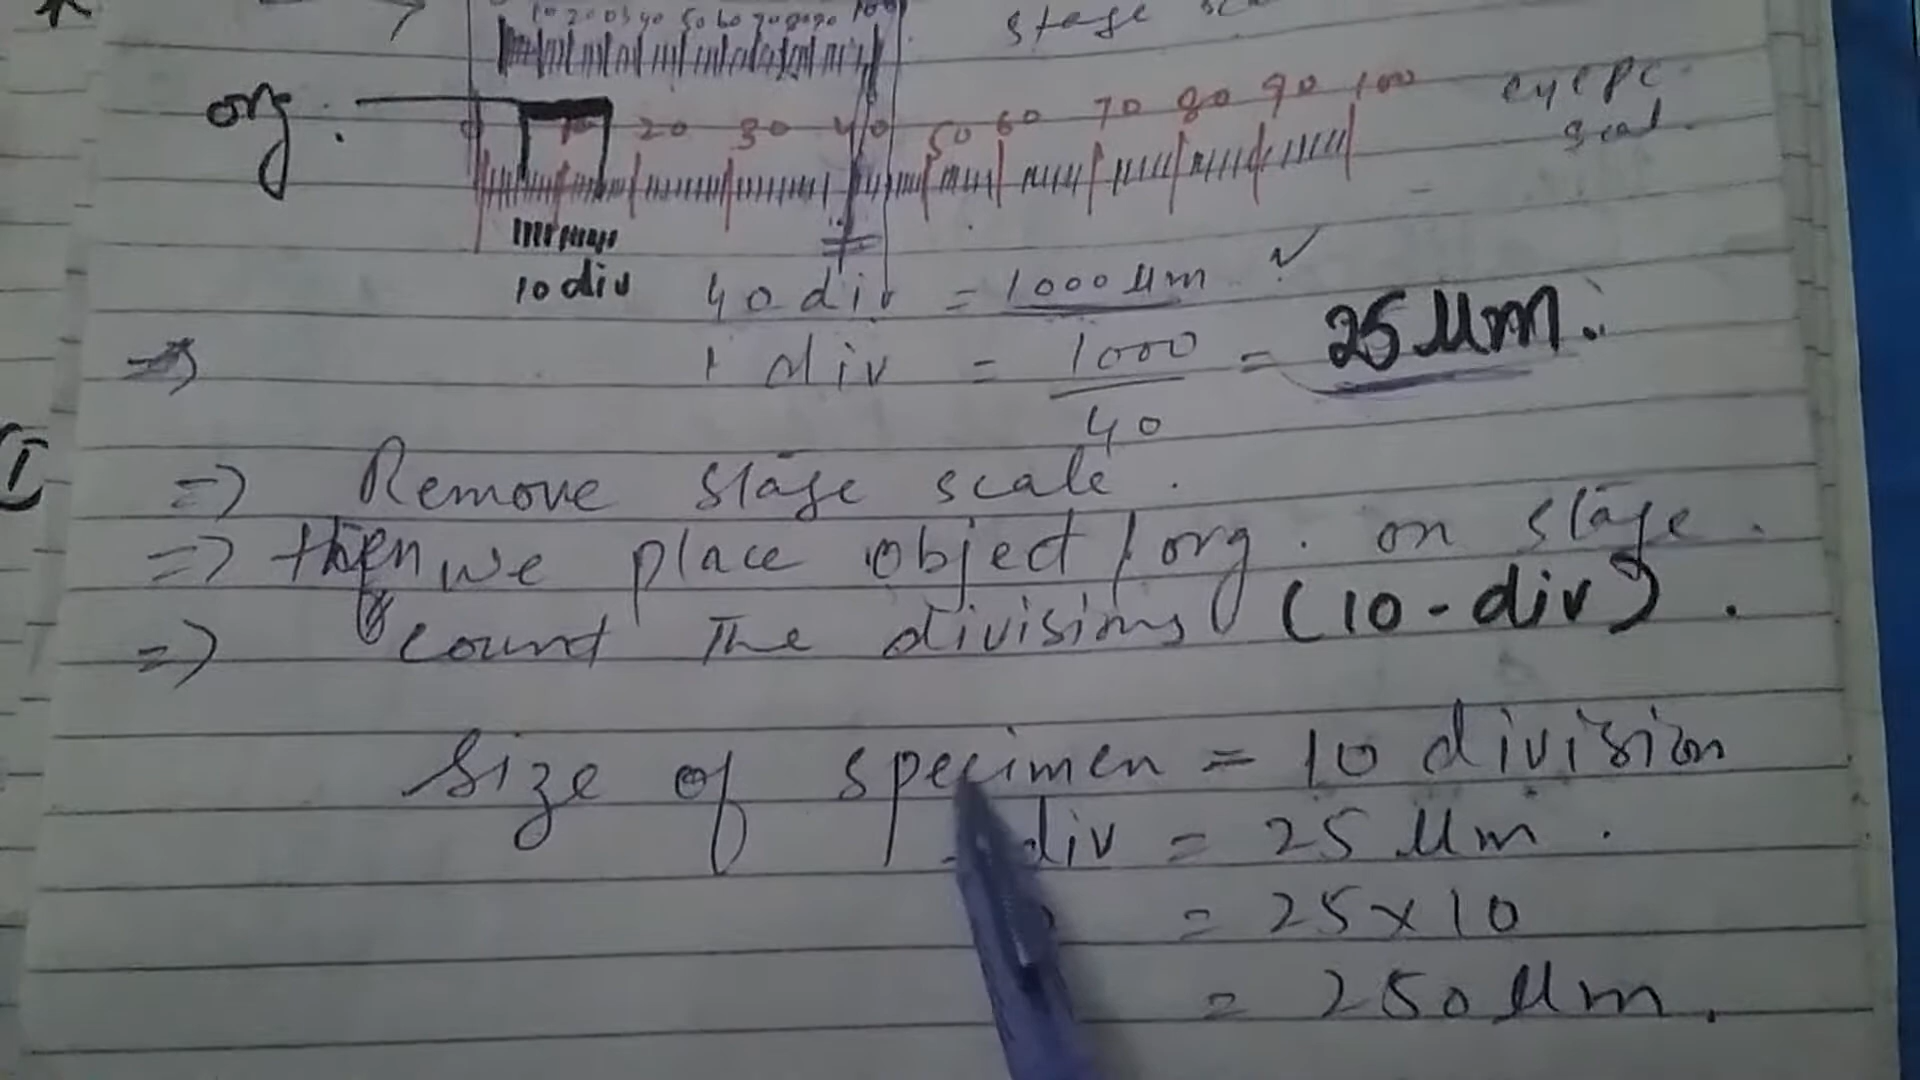 10 20 30 40 50 60 70 80 90 100
stage
org.
0 10 20 30 40 50 60 70 80 90 100
eyepc
scal.
10 div
40 div = 1000 µm ✓
⇒ 1 div = 1000/40 = 25 µm.
⇒ Remove stage scale.
⇒ then we place object/org. on stage.
⇒ & count the divisions (10-div).
size of specimen = 10 division
div = 25 µm.
= 25 x 10
= 250 µm.